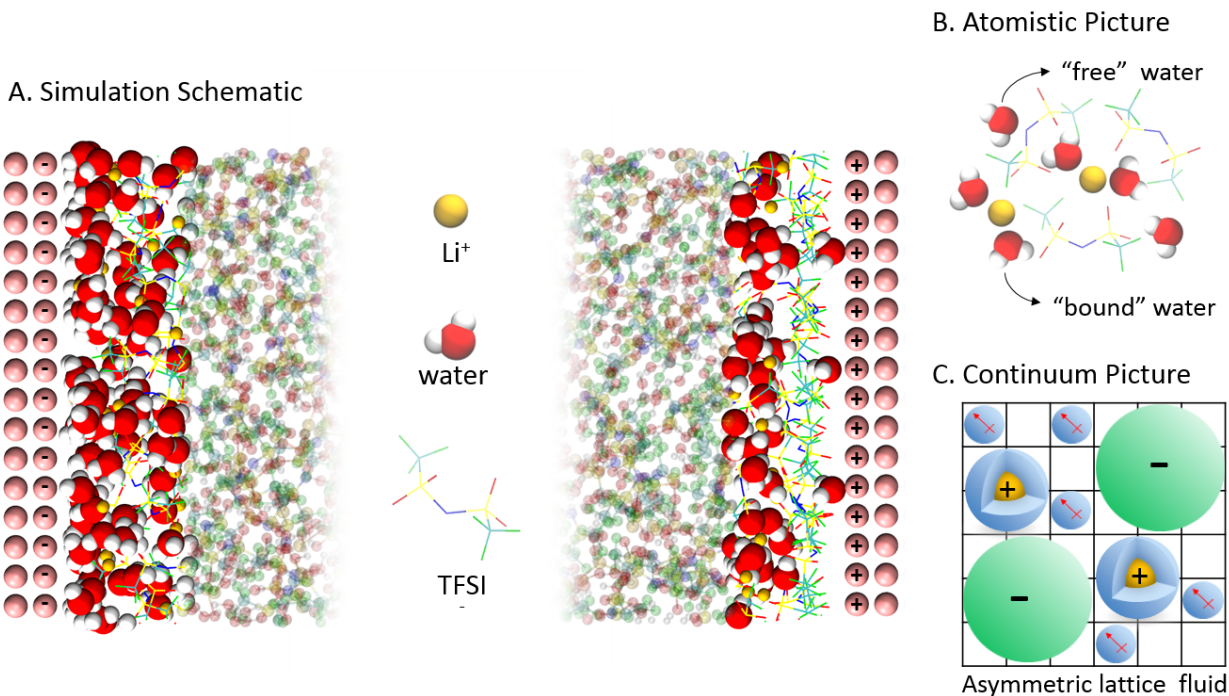 A. Simulation Schematic
Li⁺
water
TFSI
-
B. Atomistic Picture
“free” water
“bound” water
C. Continuum Picture
Asymmetric lattice fluid